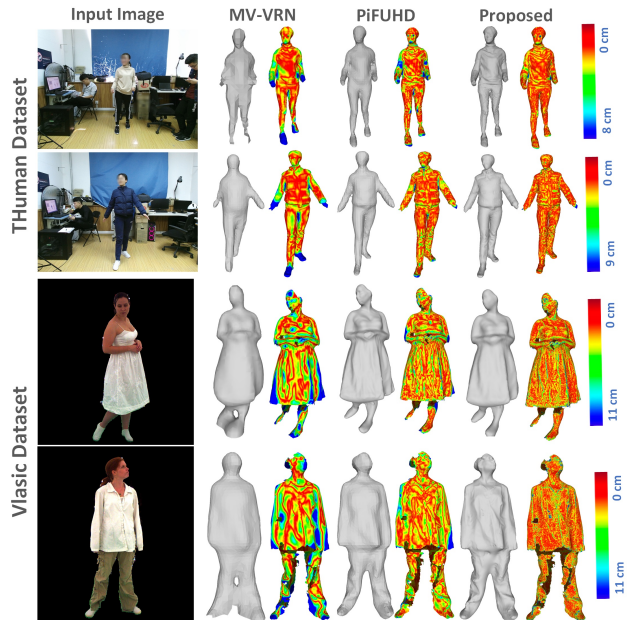 Input Image
MV-VRN
PiFUHD
Proposed
THuman Dataset
0 cm
8 cm
0 cm
9 cm
Vlasic Dataset
0 cm
11 cm
0 cm
11 cm